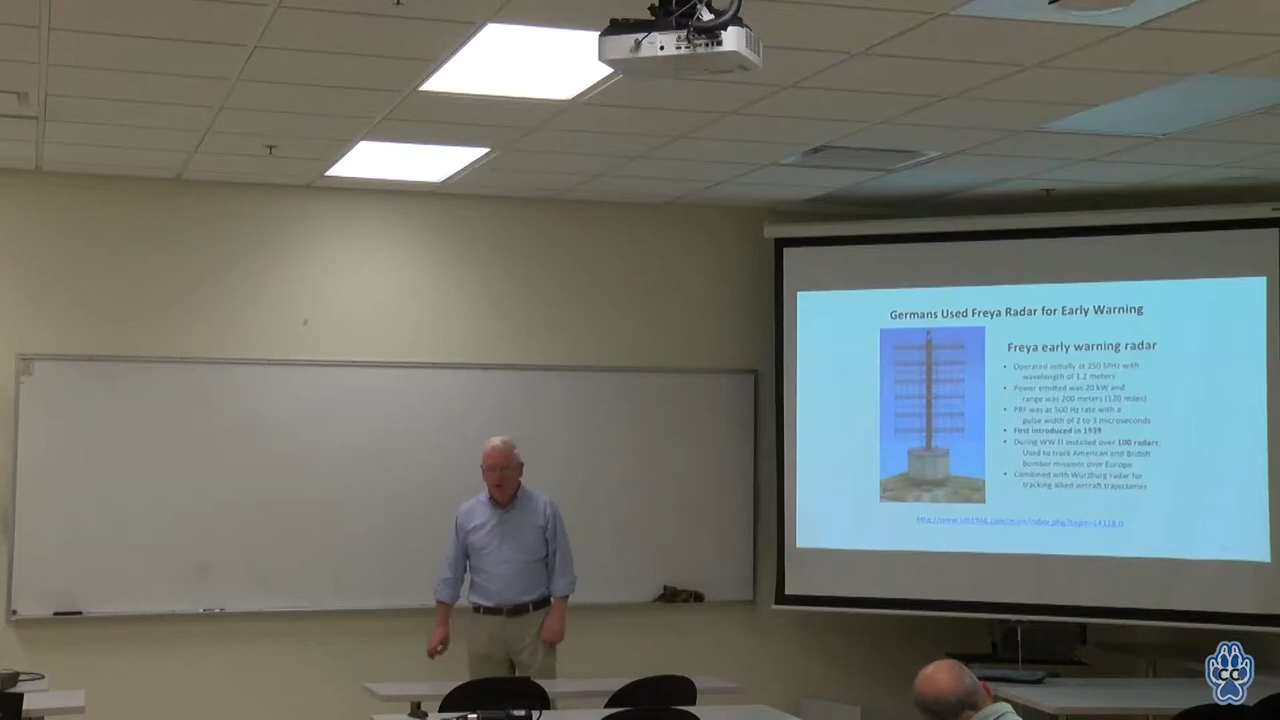 Germans Used Freya Radar for Early Warning
Freya early warning radar
• Operated initially at 250 MHz with
wavelength of 1.2 meters
• Power emitted was 20 kW and
range was 200 meters (120 miles)
• PRF was at 500 Hz rate with a
pulse width of 2 to 3 microseconds
• First introduced in 1939
• During WW II installed over 100 radars.
Used to track American and British
bomber missions over Europe
• Combined with Wurzburg radar for
tracking allied aircraft trajectories
CC